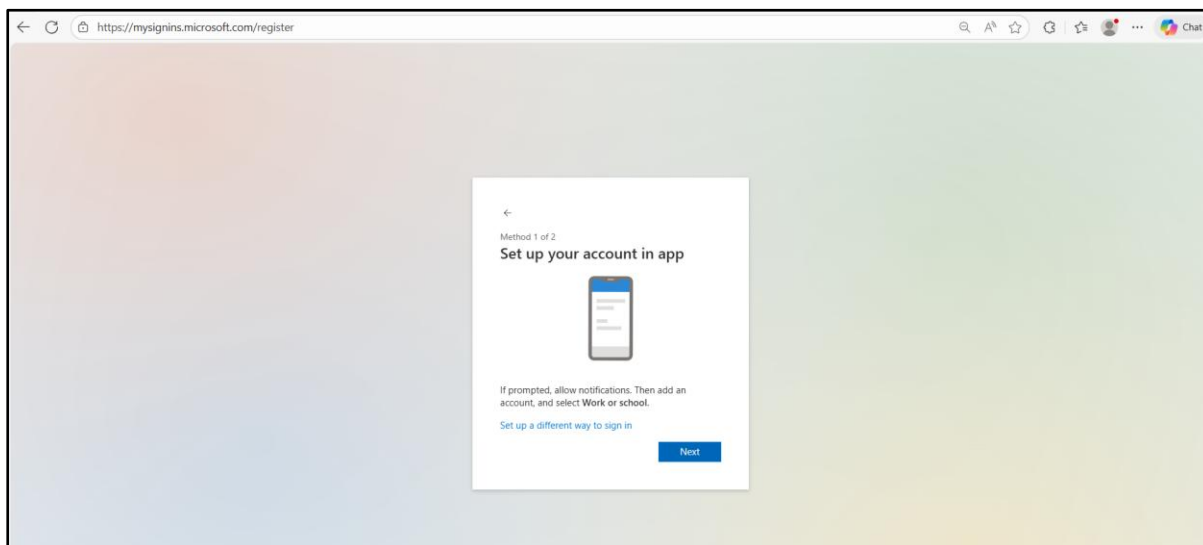 https://mysignins.microsoft.com/register
Chat
Method 1 of 2
Set up your account in app
If prompted, allow notifications. Then add an
account, and select Work or school.
Set up a different way to sign in
Next